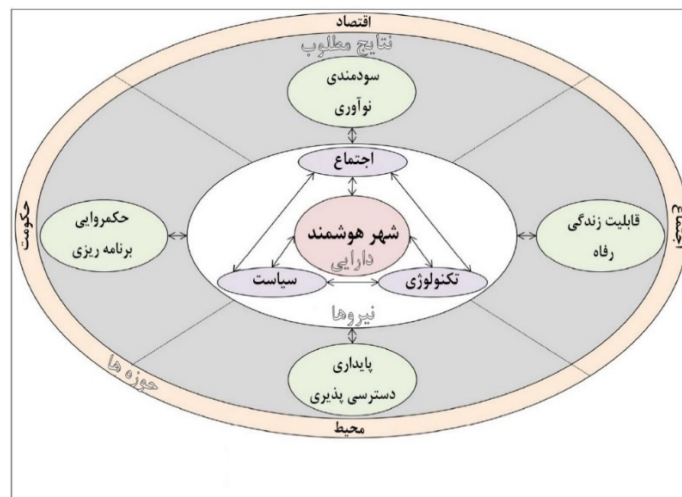 اقتصاد
نتایج مطلوب
سودمندی
نوآوری
اجتماع
حکومت
حکمروایی
برنامه ریزی
شهر هوشمند
دارایی
قابلیت زندگی
رفاه
اجتماع
سیاست
تکنولوژی
نیروها
پایداری
دسترسی پذیری
حوزه ها
محیط